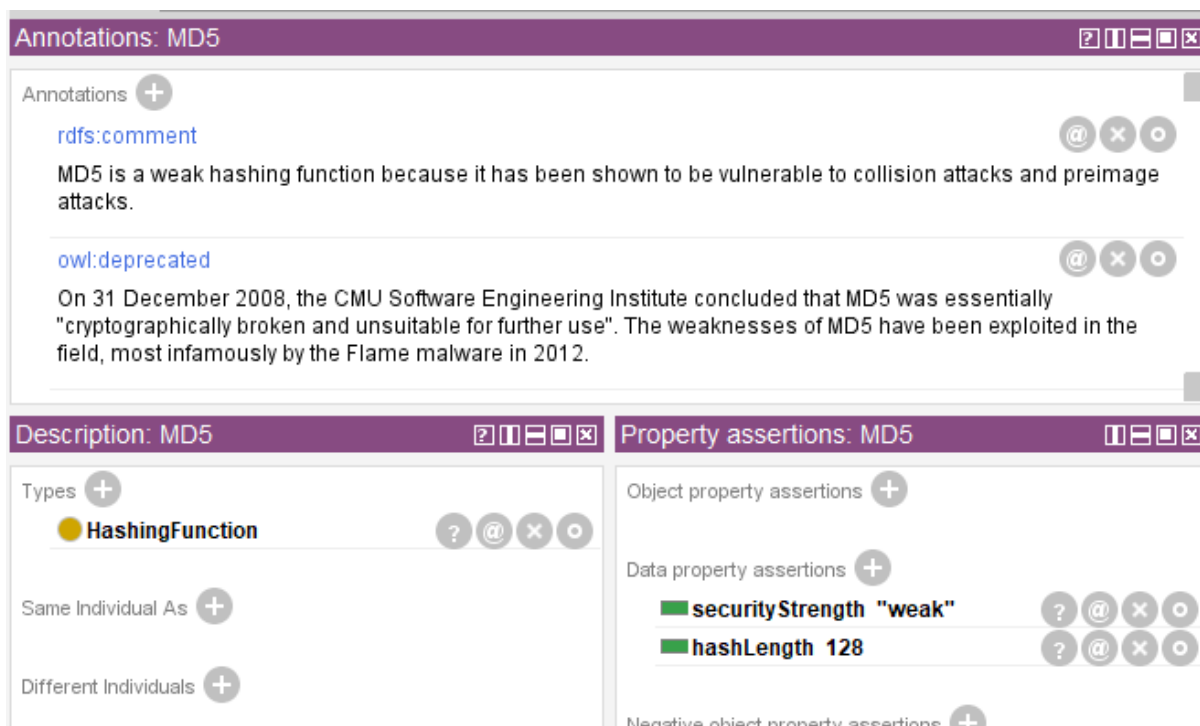 Annotations: MD5
Annotations
rdfs:comment
MD5 is a weak hashing function because it has been shown to be vulnerable to collision attacks and preimage
attacks.
owl:deprecated
On 31 December 2008, the CMU Software Engineering Institute concluded that MD5 was essentially
"cryptographically broken and unsuitable for further use". The weaknesses of MD5 have been exploited in the
field, most infamously by the Flame malware in 2012.
Description: MD5
Types
HashingFunction
Same Individual As
Different Individuals
Property assertions: MD5
Object property assertions
Data property assertions
securityStrength "weak"
hashLength 128
Negative object property assertions